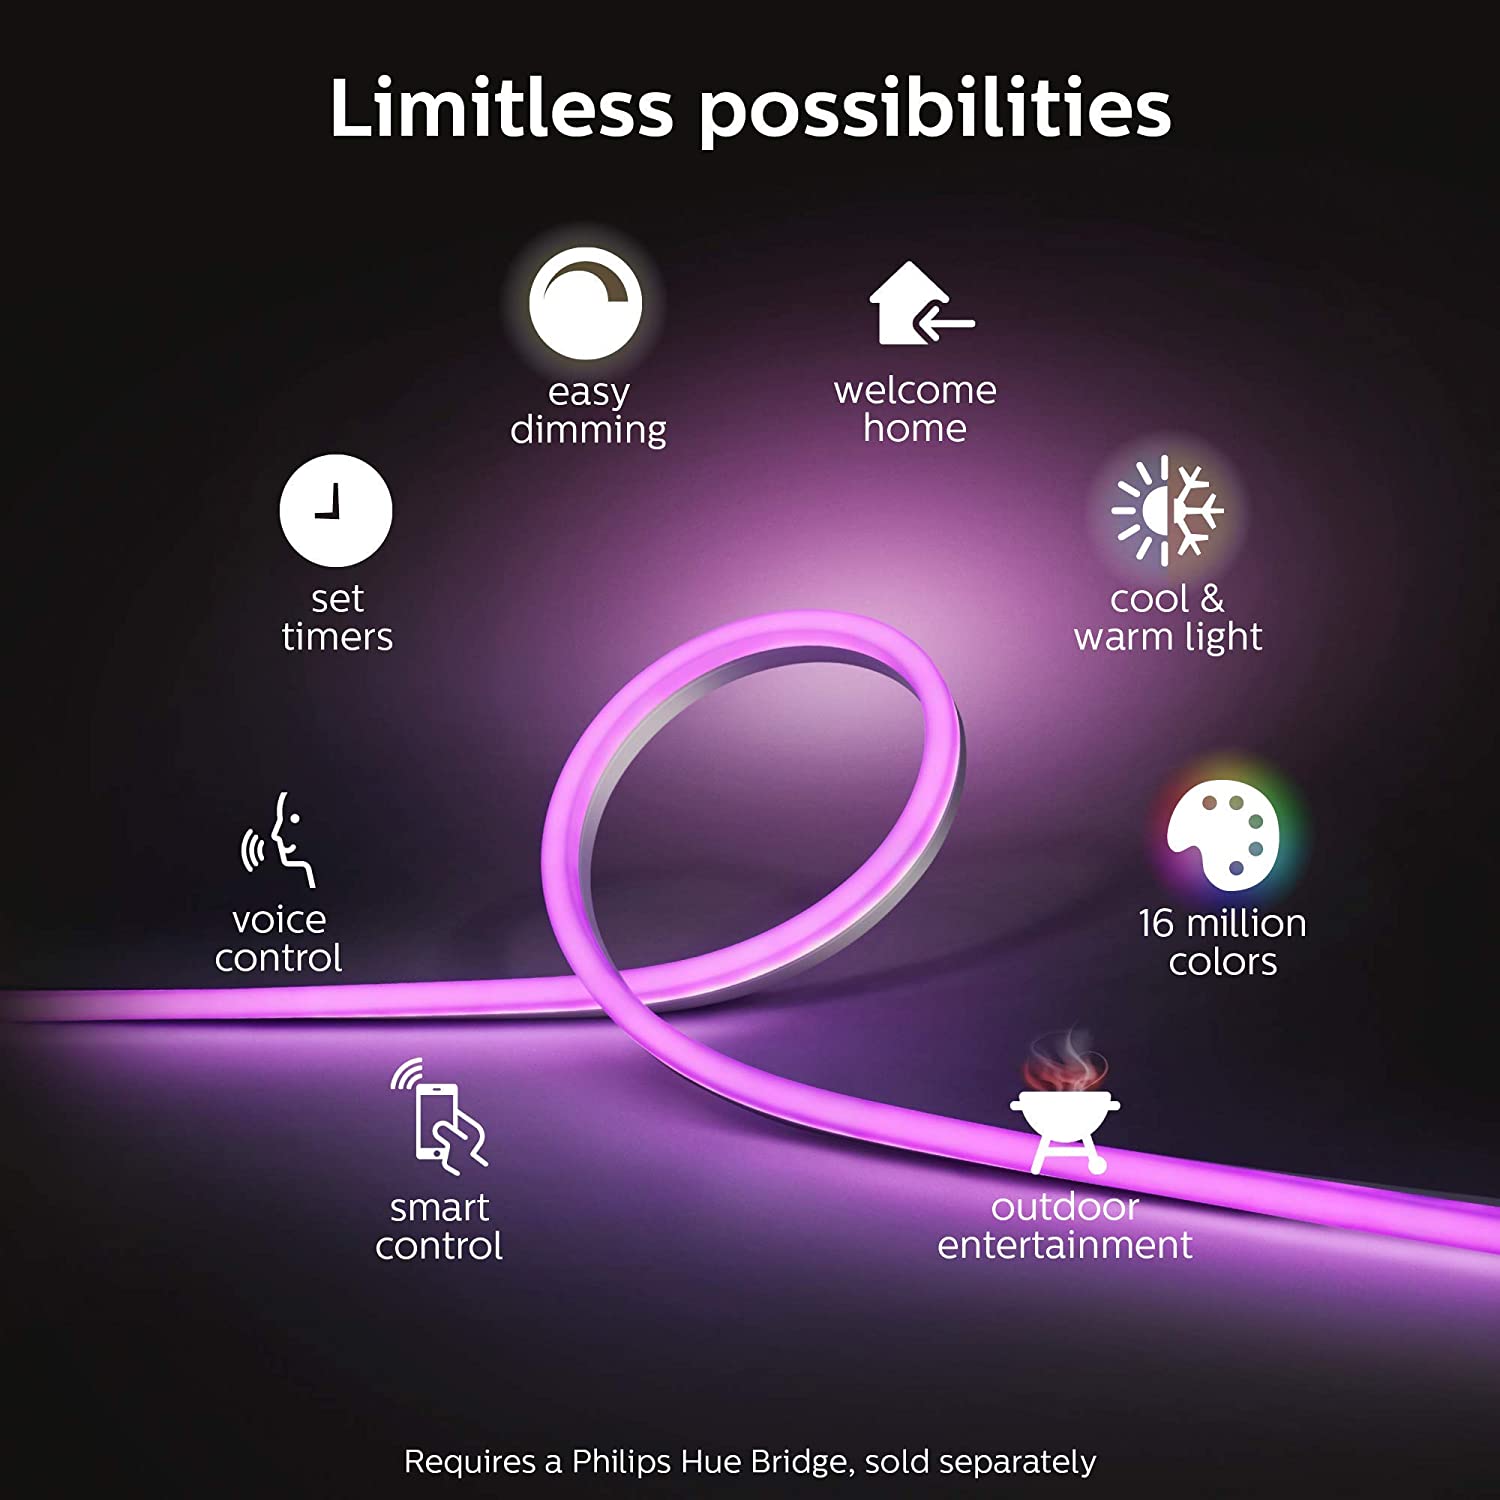 Limitless possibilities
easy
dimming
welcome
home
set
timers
cool &
warm light
voice
control
16 million
colors
smart
control
outdoor
entertainment
Requires a Philips Hue Bridge, sold separately